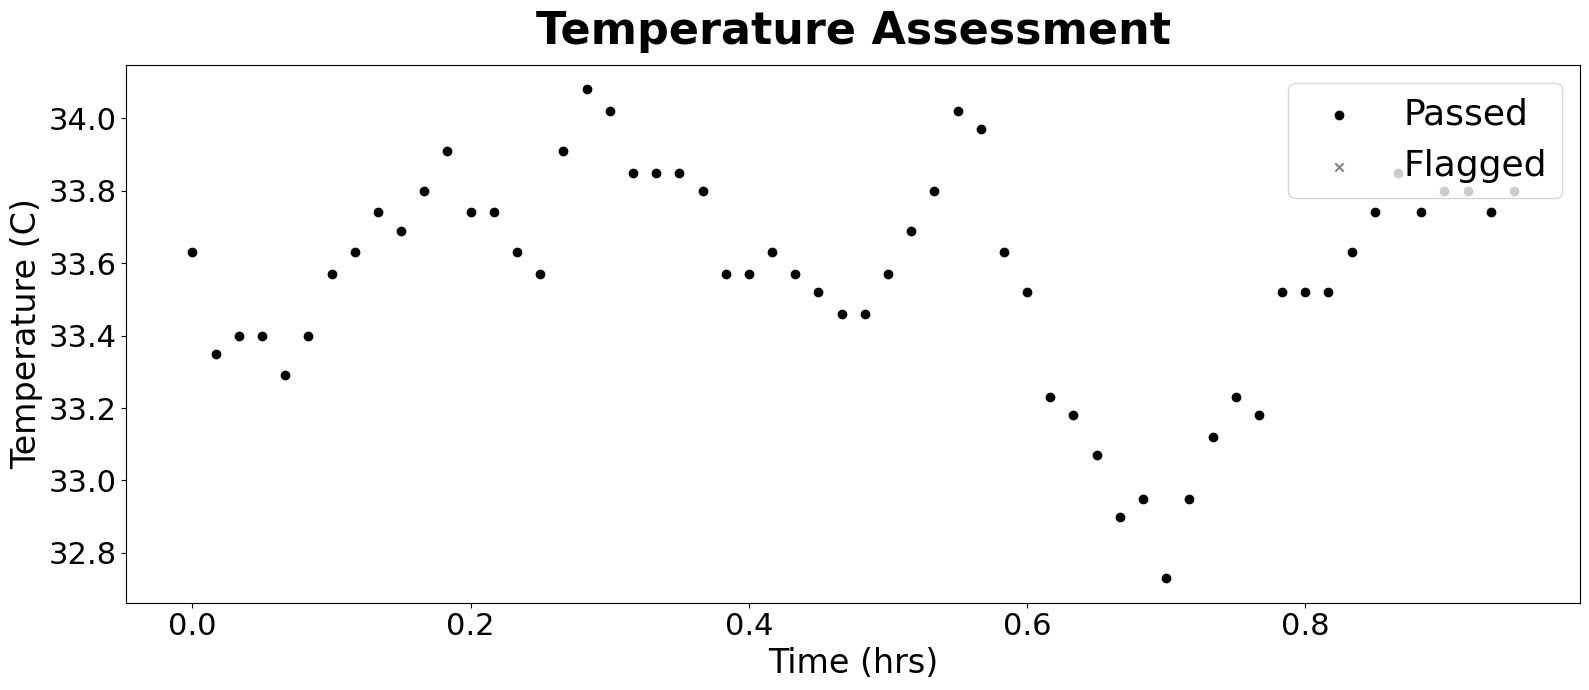 Temperature Assessment
Passed
Flagged
34.0
33.8
33.6
33.4
33.2
33.0
32.8
Temperature (C)
0.0 0.2 0.4 0.6 0.8
Time (hrs)